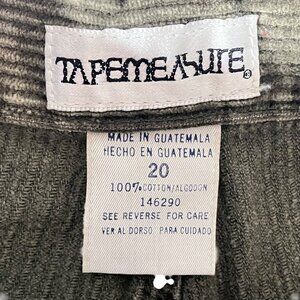 TAPEMEASURE®
MADE IN GUATEMALA
HECHO EN GUATEMALA
20
100% COTTON/ALGODON
146290
SEE REVERSE FOR CARE
VER AL DORSO PARA CUIDADO